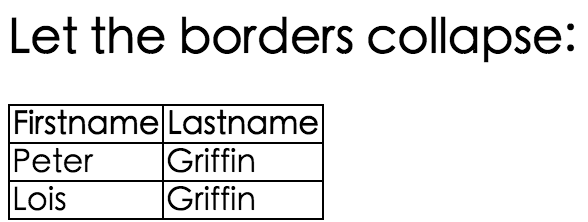 Let the borders collapse:
Firstname Lastname
Peter Griffin
Lois Griffin